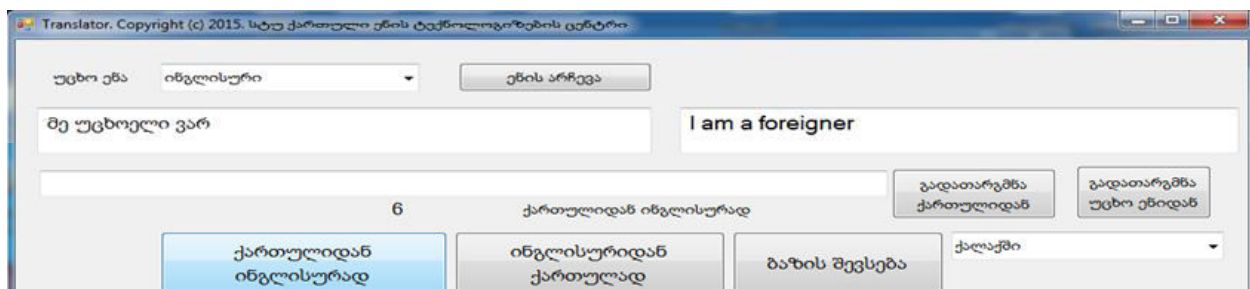 Translator. Copyright (c) 2015. სტუ ქართული ენის ტექნოლოგიზების ცენტრი
უცხო ენა ინგლისური ენის არჩევა
მე უცხოელი ვარ I am a foreigner
გადათარგმნა ქართულიდან
გადათარგმნა უცხო ენიდან
6 ქართულიდან ინგლისურად
ქართულიდან ინგლისურად
ინგლისურიდან ქართულად
ბაზის შევსება
ქალაქში